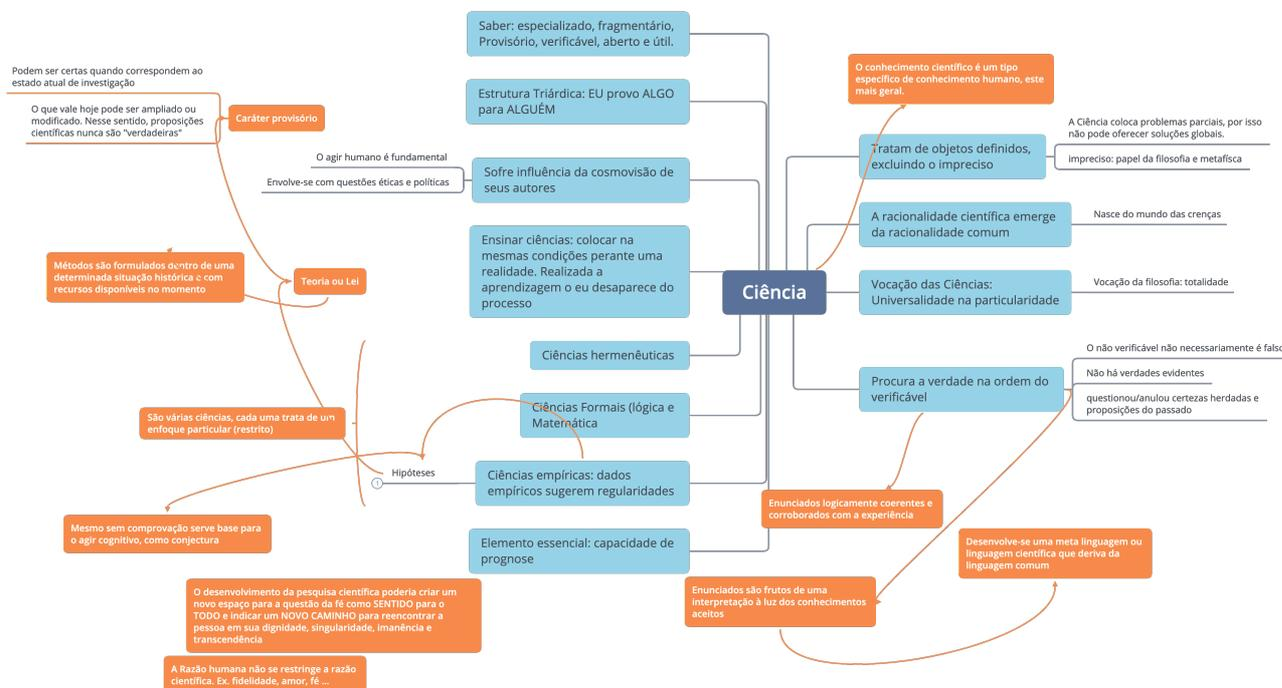 Saber: especializado, fragmentário,
Provisório, verificável, aberto e útil.
Estrutura Triárdica: EU provo ALGO
para ALGUÉM
Sofre influência da cosmovisão de
seus autores
O agir humano é fundamental
Envolve-se com questões éticas e políticas
Ensinar ciências: colocar na
mesmas condições perante uma
realidade. Realizada a
aprendizagem o eu desaparece do
processo
Ciências hermenêuticas
Ciências Formais (lógica e
Matemática
Ciências empíricas: dados
empíricos sugerem regularidades
Hipóteses
1
Elemento essencial: capacidade de
prognose
Ciência
Podem ser certas quando correspondem ao
estado atual de investigação
O que vale hoje pode ser ampliado ou
modificado. Nesse sentido, proposições
científicas nunca são "verdadeiras"
Caráter provisório
Métodos são formulados dentro de uma
determinada situação histórica e com
recursos disponíveis no momento
Teoria ou Lei
São várias ciências, cada uma trata de um
enfoque particular (restrito)
Mesmo sem comprovação serve base para
o agir cognitivo, como conjectura
O desenvolvimento da pesquisa científica poderia criar um
novo espaço para a questão da fé como SENTIDO para o
TODO e indicar um NOVO CAMINHO para reencontrar a
pessoa em sua dignidade, singularidade, imanência e
transcendência
A Razão humana não se restringe a razão
científica. Ex. fidelidade, amor, fé ...
O conhecimento científico é um tipo
específico de conhecimento humano, este
mais geral.
Tratam de objetos definidos,
excluindo o impreciso
A Ciência coloca problemas parciais, por isso
não pode oferecer soluções globais.
impreciso: papel da filosofia e metafísca
A racionalidade científica emerge
da racionalidade comum
Nasce do mundo das crenças
Vocação das Ciências:
Universalidade na particularidade
Vocação da filosofia: totalidade
Procura a verdade na ordem do
verificável
O não verificável não necessariamente é falso
Não há verdades evidentes
questionou/anulou certezas herdadas e
proposições do passado
Enunciados logicamente coerentes e
corroborados com a experiência
Enunciados são frutos de uma
interpretação à luz dos conhecimentos
aceitos
Desenvolve-se uma meta linguagem ou
linguagem científica que deriva da
linguagem comum